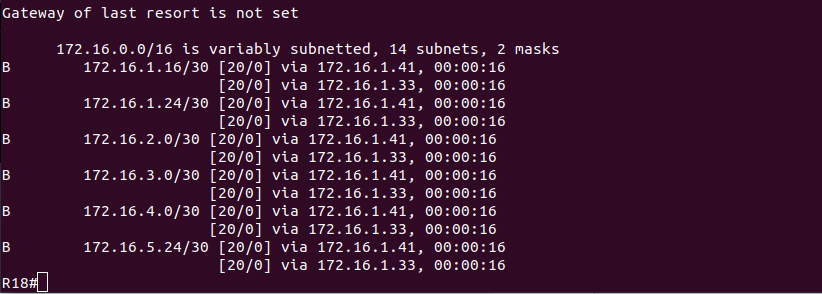 Gateway of last resort is not set
172.16.0.0/16 is variably subnetted, 14 subnets, 2 masks
B 172.16.1.16/30 [20/0] via 172.16.1.41, 00:00:16
[20/0] via 172.16.1.33, 00:00:16
B 172.16.1.24/30 [20/0] via 172.16.1.41, 00:00:16
[20/0] via 172.16.1.33, 00:00:16
B 172.16.2.0/30 [20/0] via 172.16.1.41, 00:00:16
[20/0] via 172.16.1.33, 00:00:16
B 172.16.3.0/30 [20/0] via 172.16.1.41, 00:00:16
[20/0] via 172.16.1.33, 00:00:16
B 172.16.4.0/30 [20/0] via 172.16.1.41, 00:00:16
[20/0] via 172.16.1.33, 00:00:16
B 172.16.5.24/30 [20/0] via 172.16.1.41, 00:00:16
[20/0] via 172.16.1.33, 00:00:16
R18#